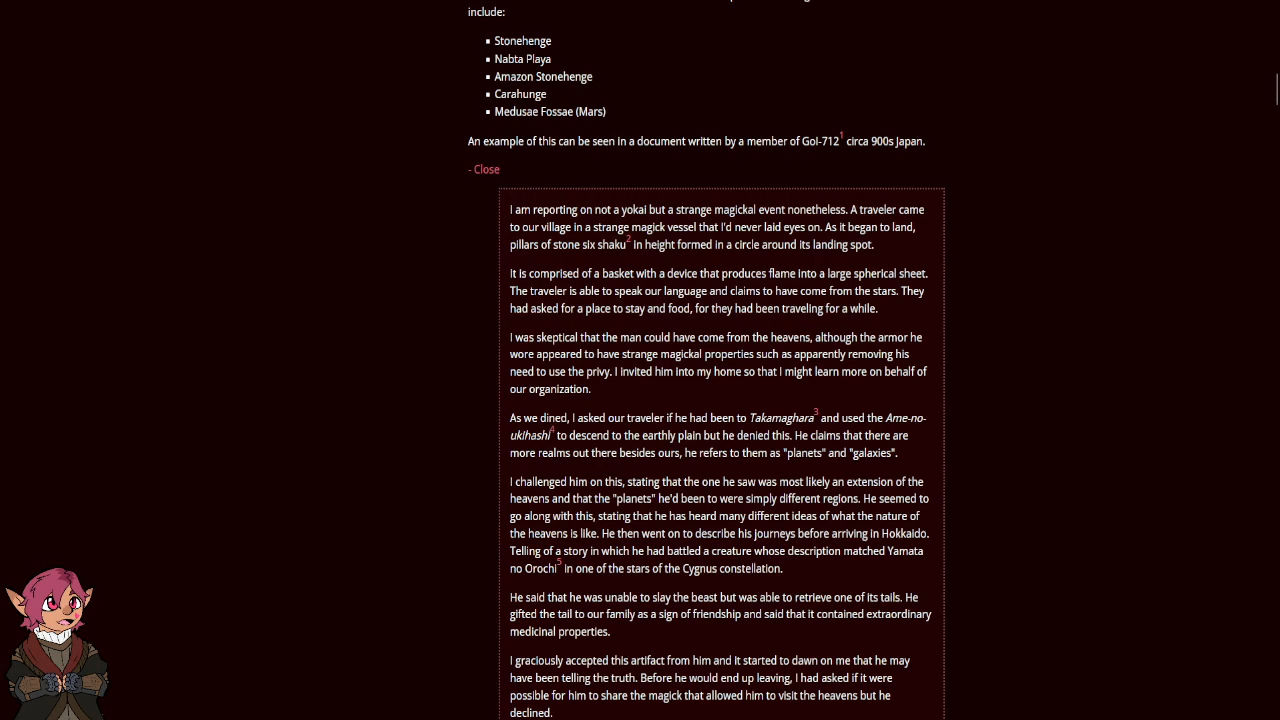 include:
Stonehenge
Nabta Playa
Amazon Stonehenge
Carahunge
Medusae Fossae (Mars)
An example of this can be seen in a document written by a member of GoI-712¹ circa 900s Japan.
- Close
I am reporting on not a yokai but a strange magickal event nonetheless. A traveler came
to our village in a strange magick vessel that I'd never laid eyes on. As it began to land,
pillars of stone six shaku² in height formed in a circle around its landing spot.
It is comprised of a basket with a device that produces flame into a large spherical sheet.
The traveler is able to speak our language and claims to have come from the stars. They
had asked for a place to stay and food, for they had been traveling for a while.
I was skeptical that the man could have come from the heavens, although the armor he
wore appeared to have strange magickal properties such as apparently removing his
need to use the privy. I invited him into my home so that I might learn more on behalf of
our organization.
As we dined, I asked our traveler if he had been to Takamaghara³ and used the Ame-no-
ukihashi⁴ to descend to the earthly plain but he denied this. He claims that there are
more realms out there besides ours, he refers to them as "planets" and "galaxies".
I challenged him on this, stating that the one he saw was most likely an extension of the
heavens and that the "planets" he'd been to were simply different regions. He seemed to
go along with this, stating that he has heard many different ideas of what the nature of
the heavens is like. He then went on to describe his journeys before arriving in Hokkaido.
Telling of a story in which he had battled a creature whose description matched Yamata
no Orochi⁵ in one of the stars of the Cygnus constellation.
He said that he was unable to slay the beast but was able to retrieve one of its tails. He
gifted the tail to our family as a sign of friendship and said that it contained extraordinary
medicinal properties.
I graciously accepted this artifact from him and it started to dawn on me that he may
have been telling the truth. Before he would end up leaving, I had asked if it were
possible for him to share the magick that allowed him to visit the heavens but he
declined.